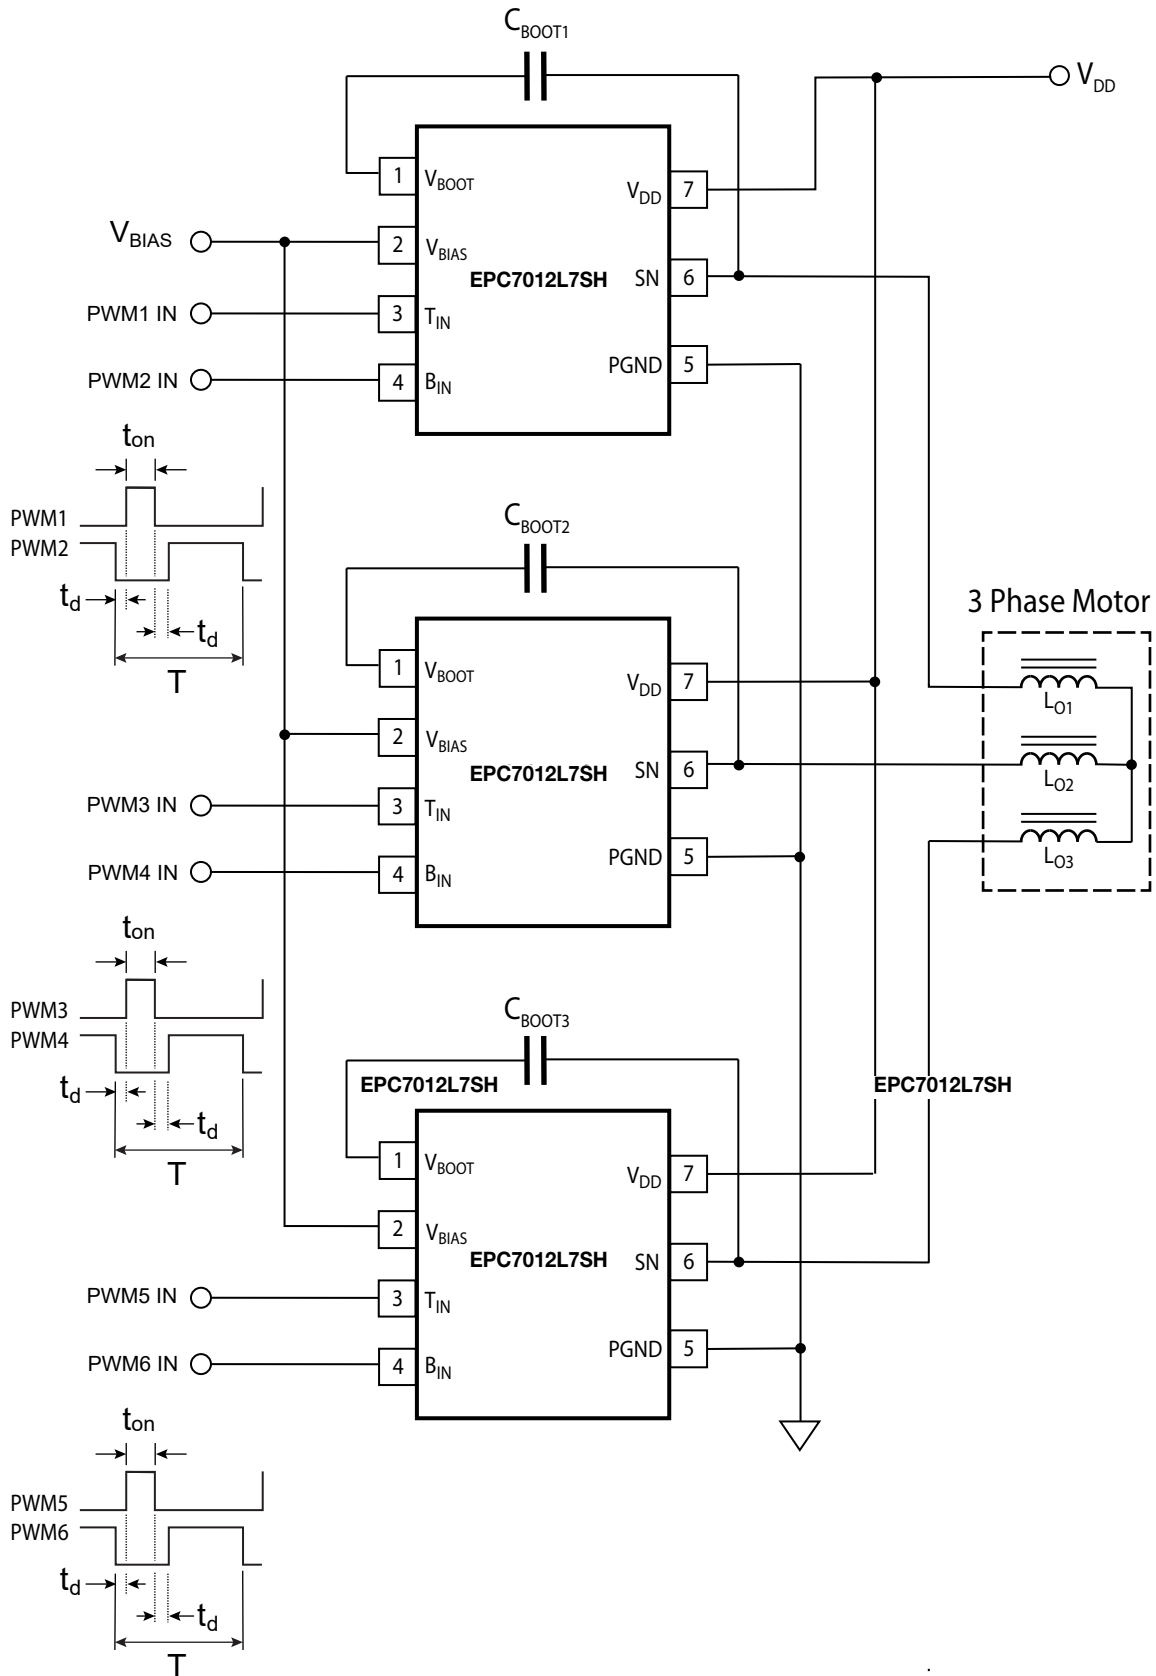 CBOOT1
VDD
1 VBOOT
VDD 7
VBIAS
2 VBIAS
EPC7012L7SH
SN 6
PWM1 IN
3 TIN
PGND 5
PWM2 IN
4 BIN
ton
PWM1
PWM2
td
td
T
CBOOT2
1 VBOOT
VDD 7
2 VBIAS
EPC7012L7SH
SN 6
PWM3 IN
3 TIN
PGND 5
PWM4 IN
4 BIN
3 Phase Motor
LO1
LO2
LO3
ton
PWM3
PWM4
td
td
T
CBOOT3
EPC7012L7SH
EPC7012L7SH
1 VBOOT
VDD 7
2 VBIAS
EPC7012L7SH
SN 6
PWM5 IN
3 TIN
PGND 5
PWM6 IN
4 BIN
ton
PWM5
PWM6
td
td
T